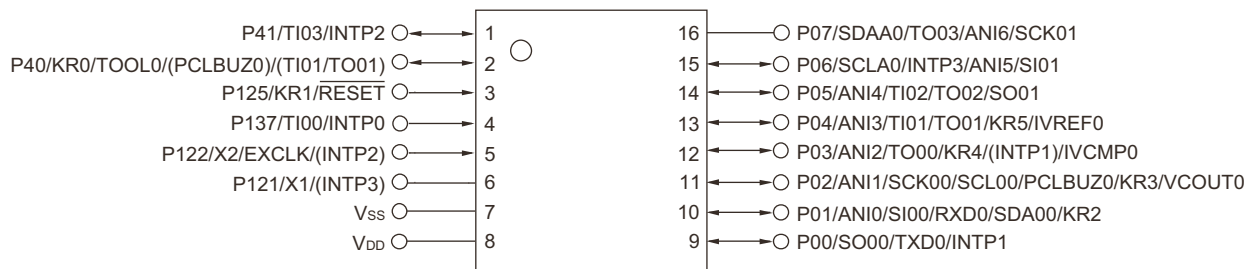 P41/TI03/INTP2 1
P40/KR0/TOOL0/(PCLBUZ0)/(TI01/TO01) 2
P125/KR1/RESET 3
P137/TI00/INTP0 4
P122/X2/EXCLK/(INTP2) 5
P121/X1/(INTP3) 6
VSS 7
VDD 8
16 P07/SDAA0/TO03/ANI6/SCK01
15 P06/SCLA0/INTP3/ANI5/SI01
14 P05/ANI4/TI02/TO02/SO01
13 P04/ANI3/TI01/TO01/KR5/IVREF0
12 P03/ANI2/TO00/KR4/(INTP1)/IVCMP0
11 P02/ANI1/SCK00/SCL00/PCLBUZ0/KR3/VCOUT0
10 P01/ANI0/SI00/RXD0/SDA00/KR2
9 P00/SO00/TXD0/INTP1